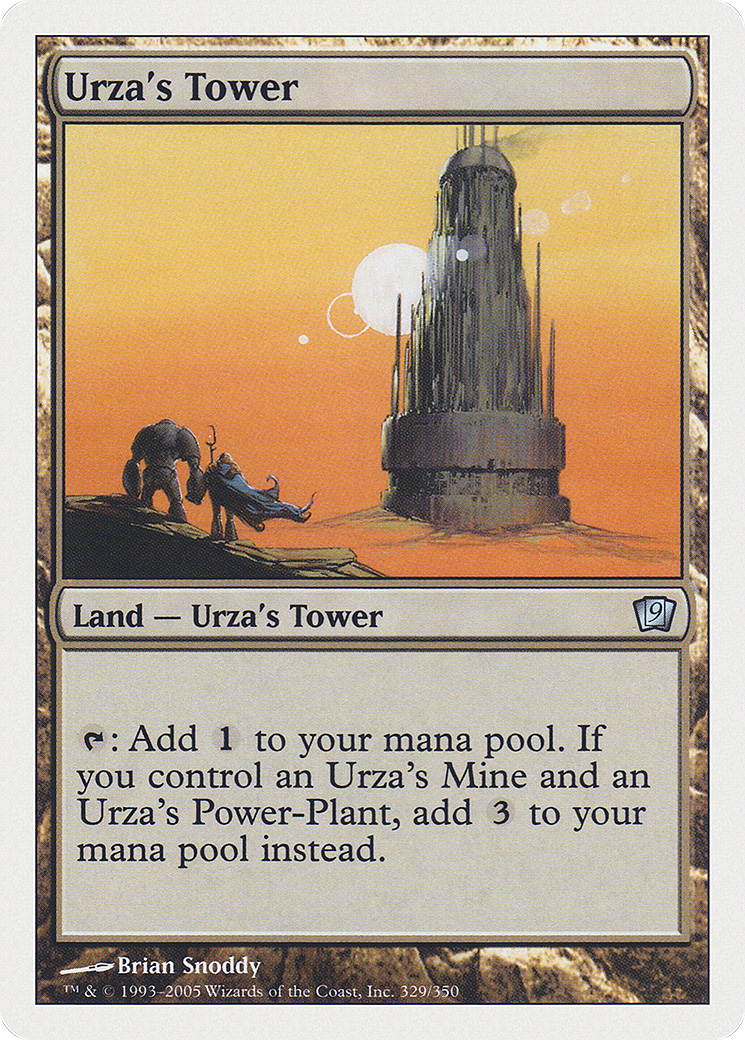 Urza's Tower
Land — Urza's Tower
9
: Add 1 to your mana pool. If
you control an Urza's Mine and an
Urza's Power-Plant, add 3 to your
mana pool instead.
Brian Snoddy
™ & © 1993–2005 Wizards of the Coast, Inc. 329/350